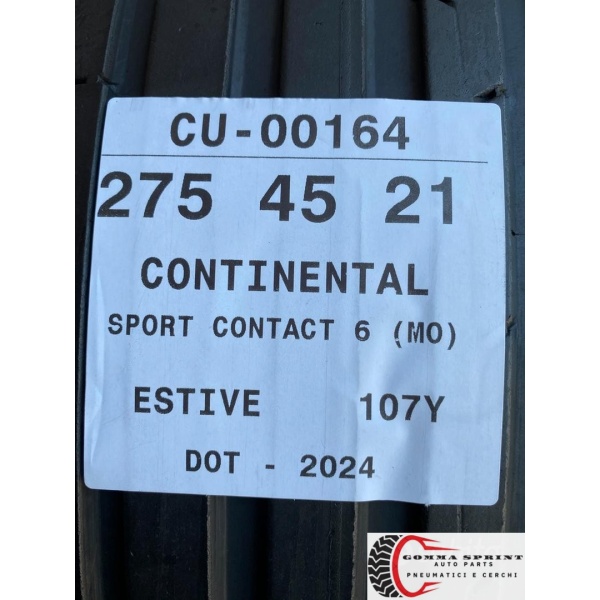 CU-00164
275 45 21
CONTINENTAL
SPORT CONTACT 6 (MO)
ESTIVE 107Y
DOT - 2024
GOMMA SPRINT
AUTO PARTS
PNEUMATICI E CERCHI